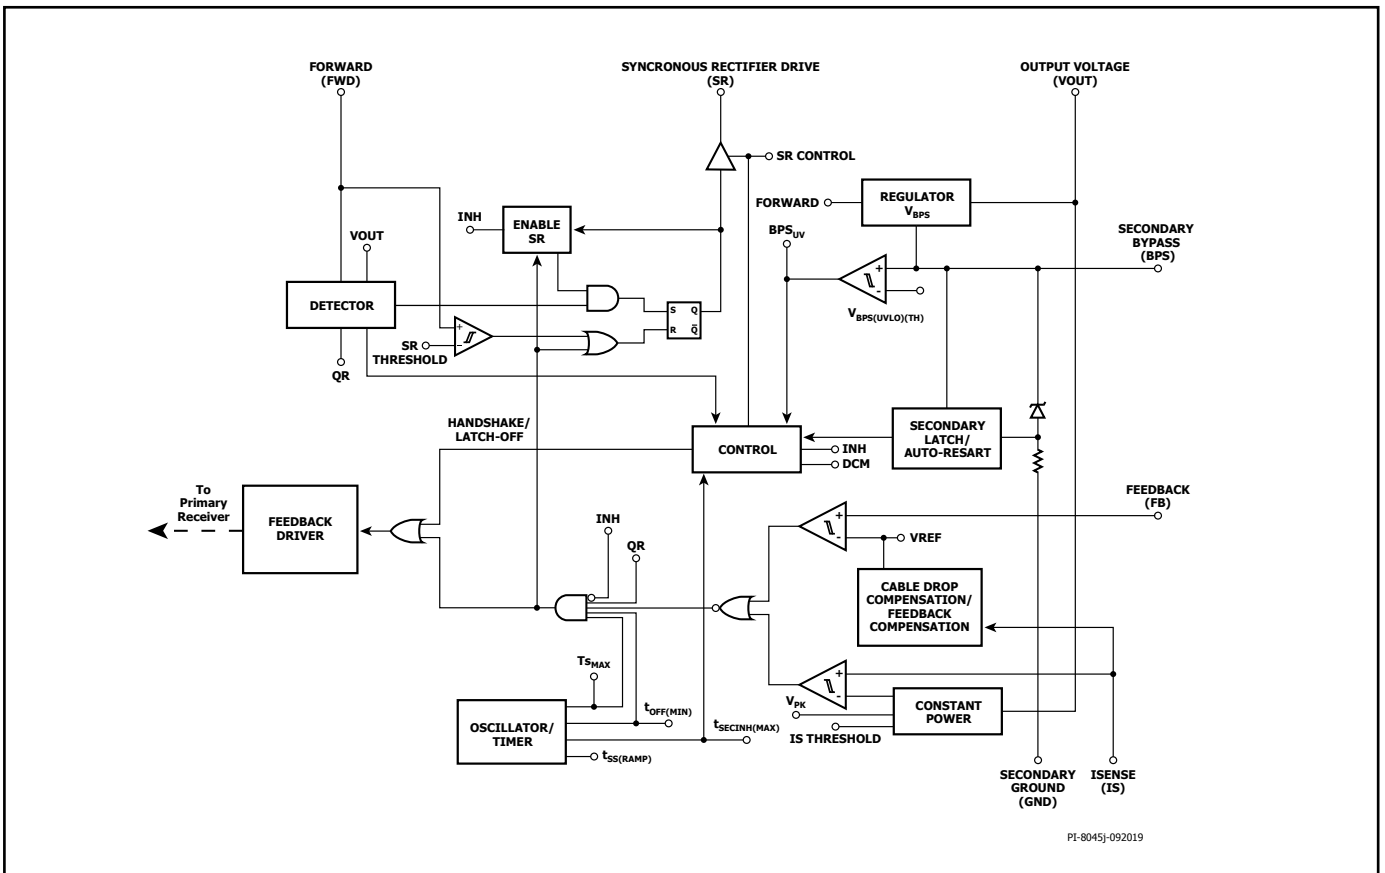 FORWARD
(FWD)
SYNCRONOUS RECTIFIER DRIVE
(SR)
OUTPUT VOLTAGE
(VOUT)
SR CONTROL
REGULATOR
VBPS
FORWARD
INH
ENABLE
SR
BPSUV
VOUT
SECONDARY
BYPASS
(BPS)
+
-
DETECTOR
VBPS(UVLO)(TH)
S Q
R Q̅
+
-
SR
THRESHOLD
QR
HANDSHAKE/
LATCH-OFF
CONTROL
SECONDARY
LATCH/
AUTO-RESART
INH
DCM
To
Primary
Receiver
FEEDBACK
DRIVER
FEEDBACK
(FB)
INH
QR
+
-
VREF
CABLE DROP
COMPENSATION/
FEEDBACK
COMPENSATION
TsMAX
+
-
VPK
CONSTANT
POWER
IS THRESHOLD
OSCILLATOR/
TIMER
tOFF(MIN)
tSECINH(MAX)
tSS(RAMP)
SECONDARY
GROUND
(GND)
ISENSE
(IS)
PI-8045j-092019